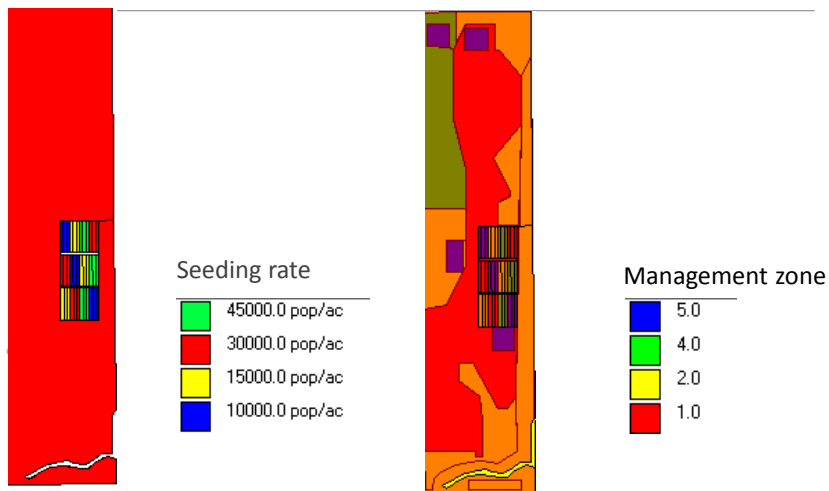 Seeding rate
45000.0 pop/ac
30000.0 pop/ac
15000.0 pop/ac
10000.0 pop/ac
Management zone
5.0
4.0
2.0
1.0